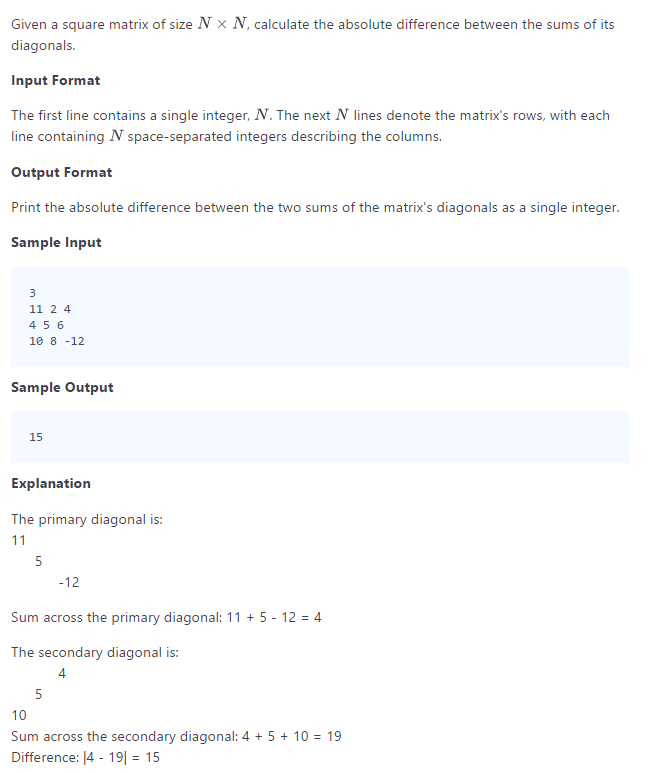 Given a square matrix of size N × N, calculate the absolute difference between the sums of its
diagonals.
Input Format
The first line contains a single integer, N. The next N lines denote the matrix's rows, with each
line containing N space-separated integers describing the columns.
Output Format
Print the absolute difference between the two sums of the matrix's diagonals as a single integer.
Sample Input
3
11 2 4
4 5 6
10 8 -12
Sample Output
15
Explanation
The primary diagonal is:
11
5
-12
Sum across the primary diagonal: 11 + 5 - 12 = 4
The secondary diagonal is:
4
5
10
Sum across the secondary diagonal: 4 + 5 + 10 = 19
Difference: |4 - 19| = 15